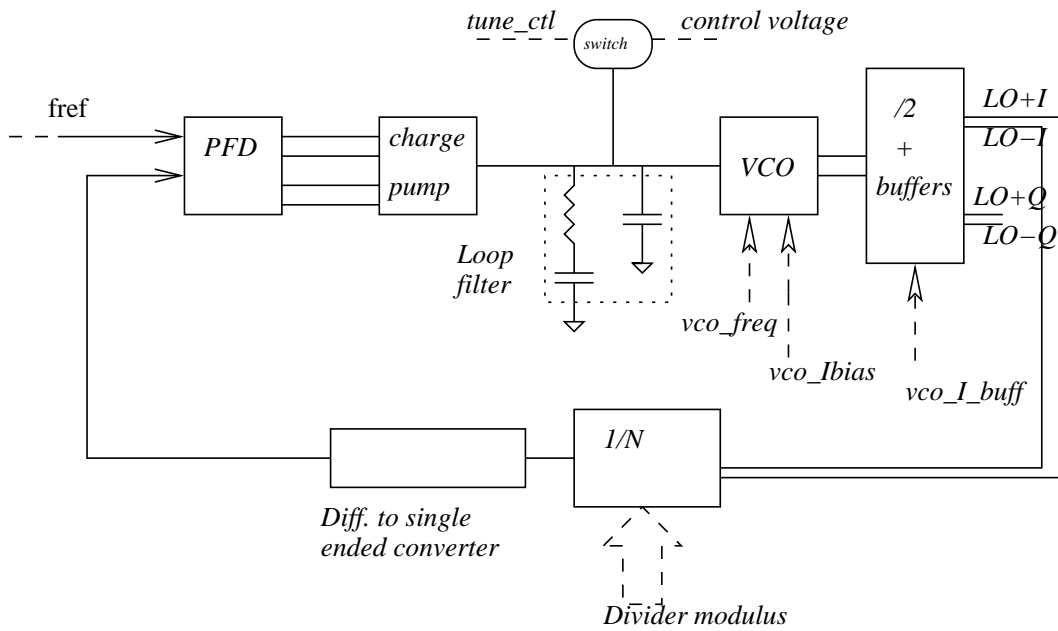 tune_ctl
control voltage
switch
fref
PFD
charge
pump
VCO
/2
+
buffers
LO+I
LO−I
LO+Q
LO−Q
Loop
filter
vco_freq
vco_Ibias
vco_I_buff
1/N
Diff. to single
ended converter
Divider modulus